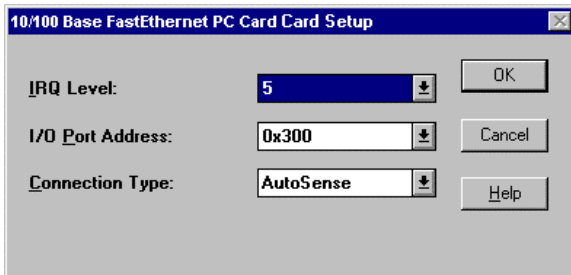 10/100 Base FastEthernet PC Card Card Setup
IRQ Level:
5
OK
I/O Port Address:
0x300
Cancel
Connection Type:
AutoSense
Help